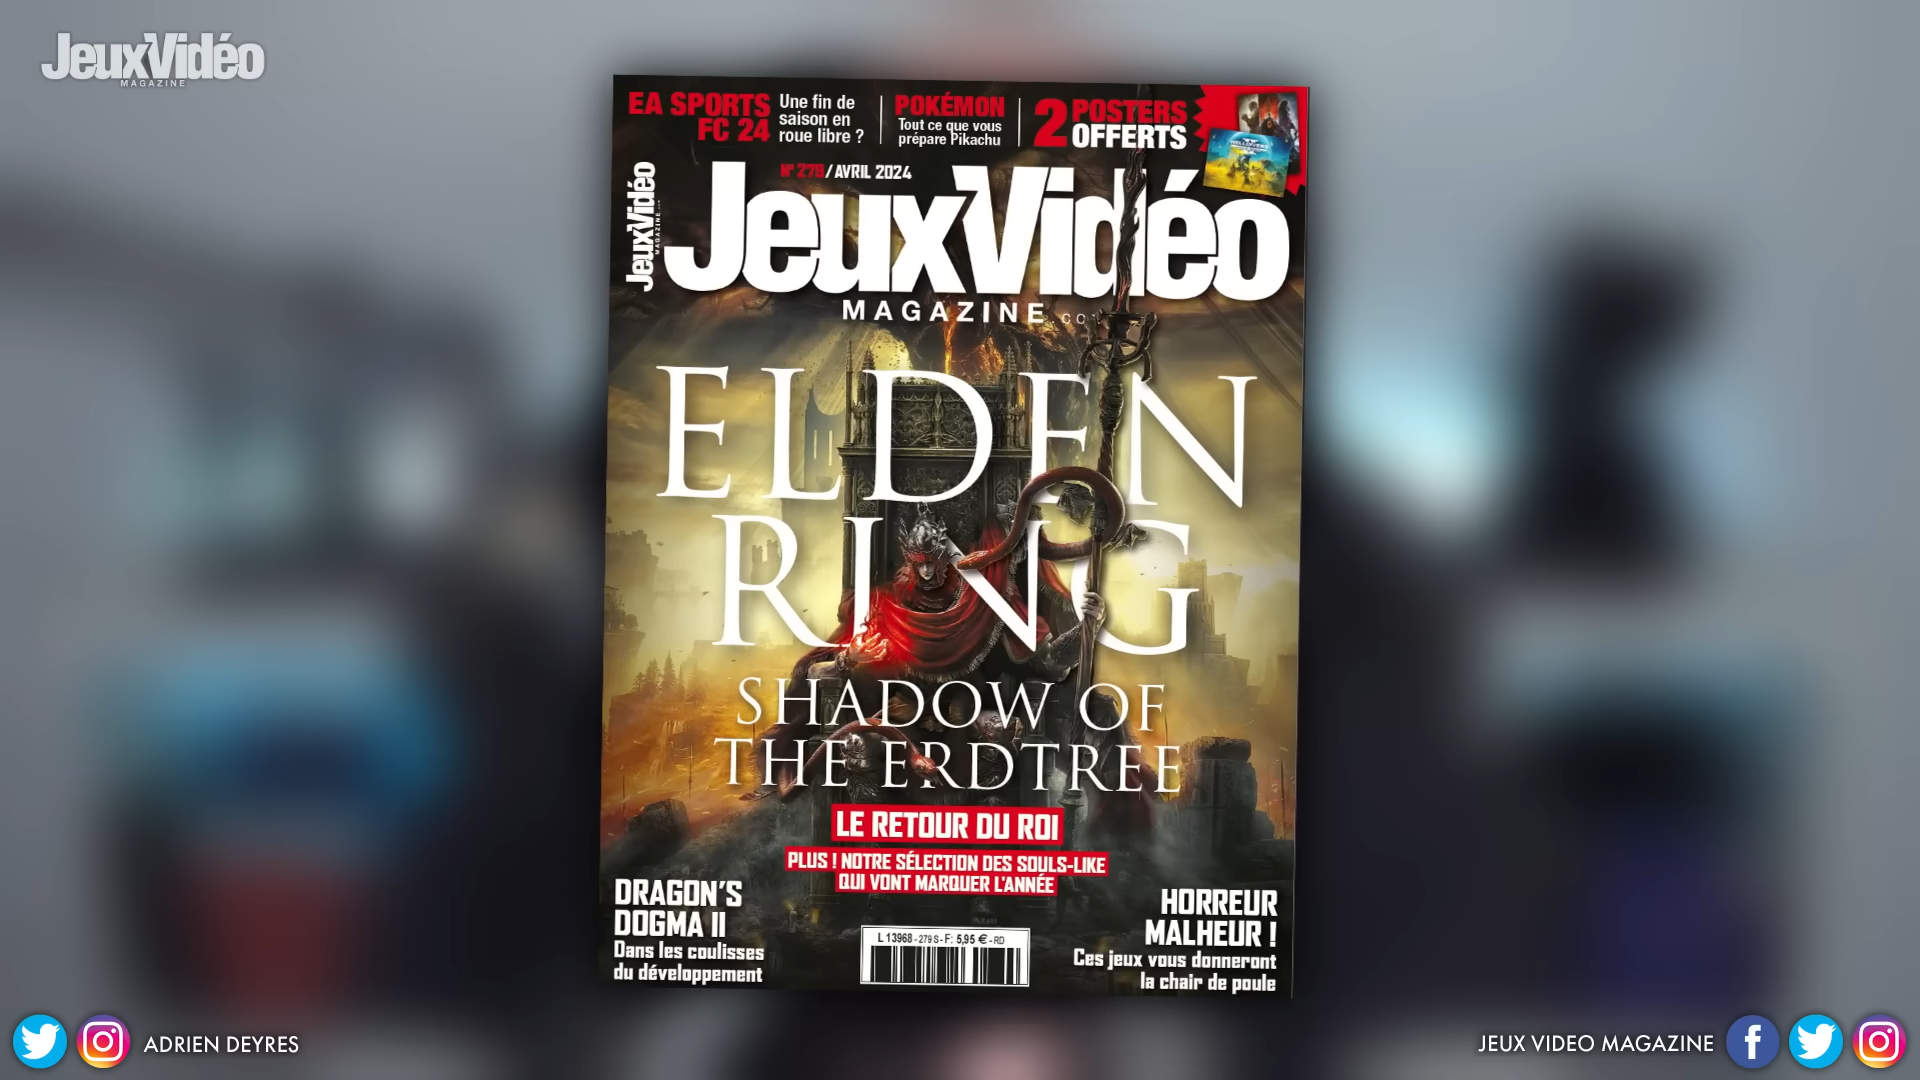 JeuxVidéo
MAGAZINE
EA SPORTS
FC 24
Une fin de
saison en
roue libre ?
POKÉMON
Tout ce que vous
prépare Pikachu
2 POSTERS
OFFERTS
N° 279/AVRIL 2024
JeuxVidéo
MAGAZINE
JeuxVidéo
MAGAZINE.CO
ELDEN
RING
SHADOW OF
THE ERDTREE
LE RETOUR DU ROI
PLUS ! NOTRE SÉLECTION DES SOULS-LIKE
QUI VONT MARQUER L'ANNÉE
DRAGON'S
DOGMA II
Dans les coulisses
du développement
L 13968 - 279 S - F: 5,95 € - RD
HORREUR
MALHEUR !
Ces jeux vous donneront
la chair de poule
ADRIEN DEYRES
JEUX VIDEO MAGAZINE